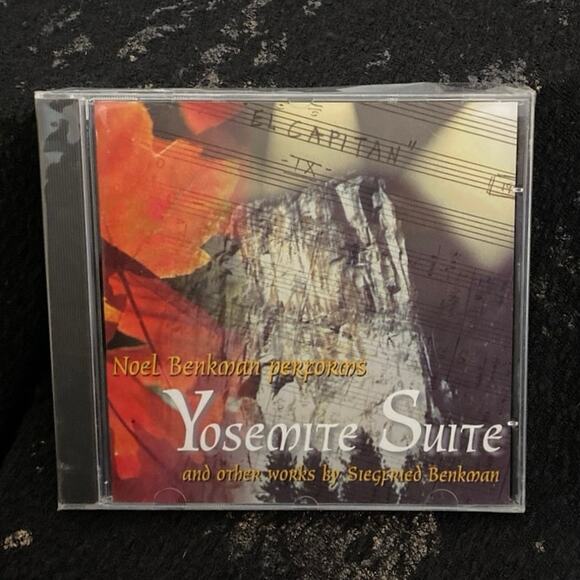 "EL CAPITAN"
IX
Noel Benkman performs
Yosemite Suite
and other works by Siegfried Benkman